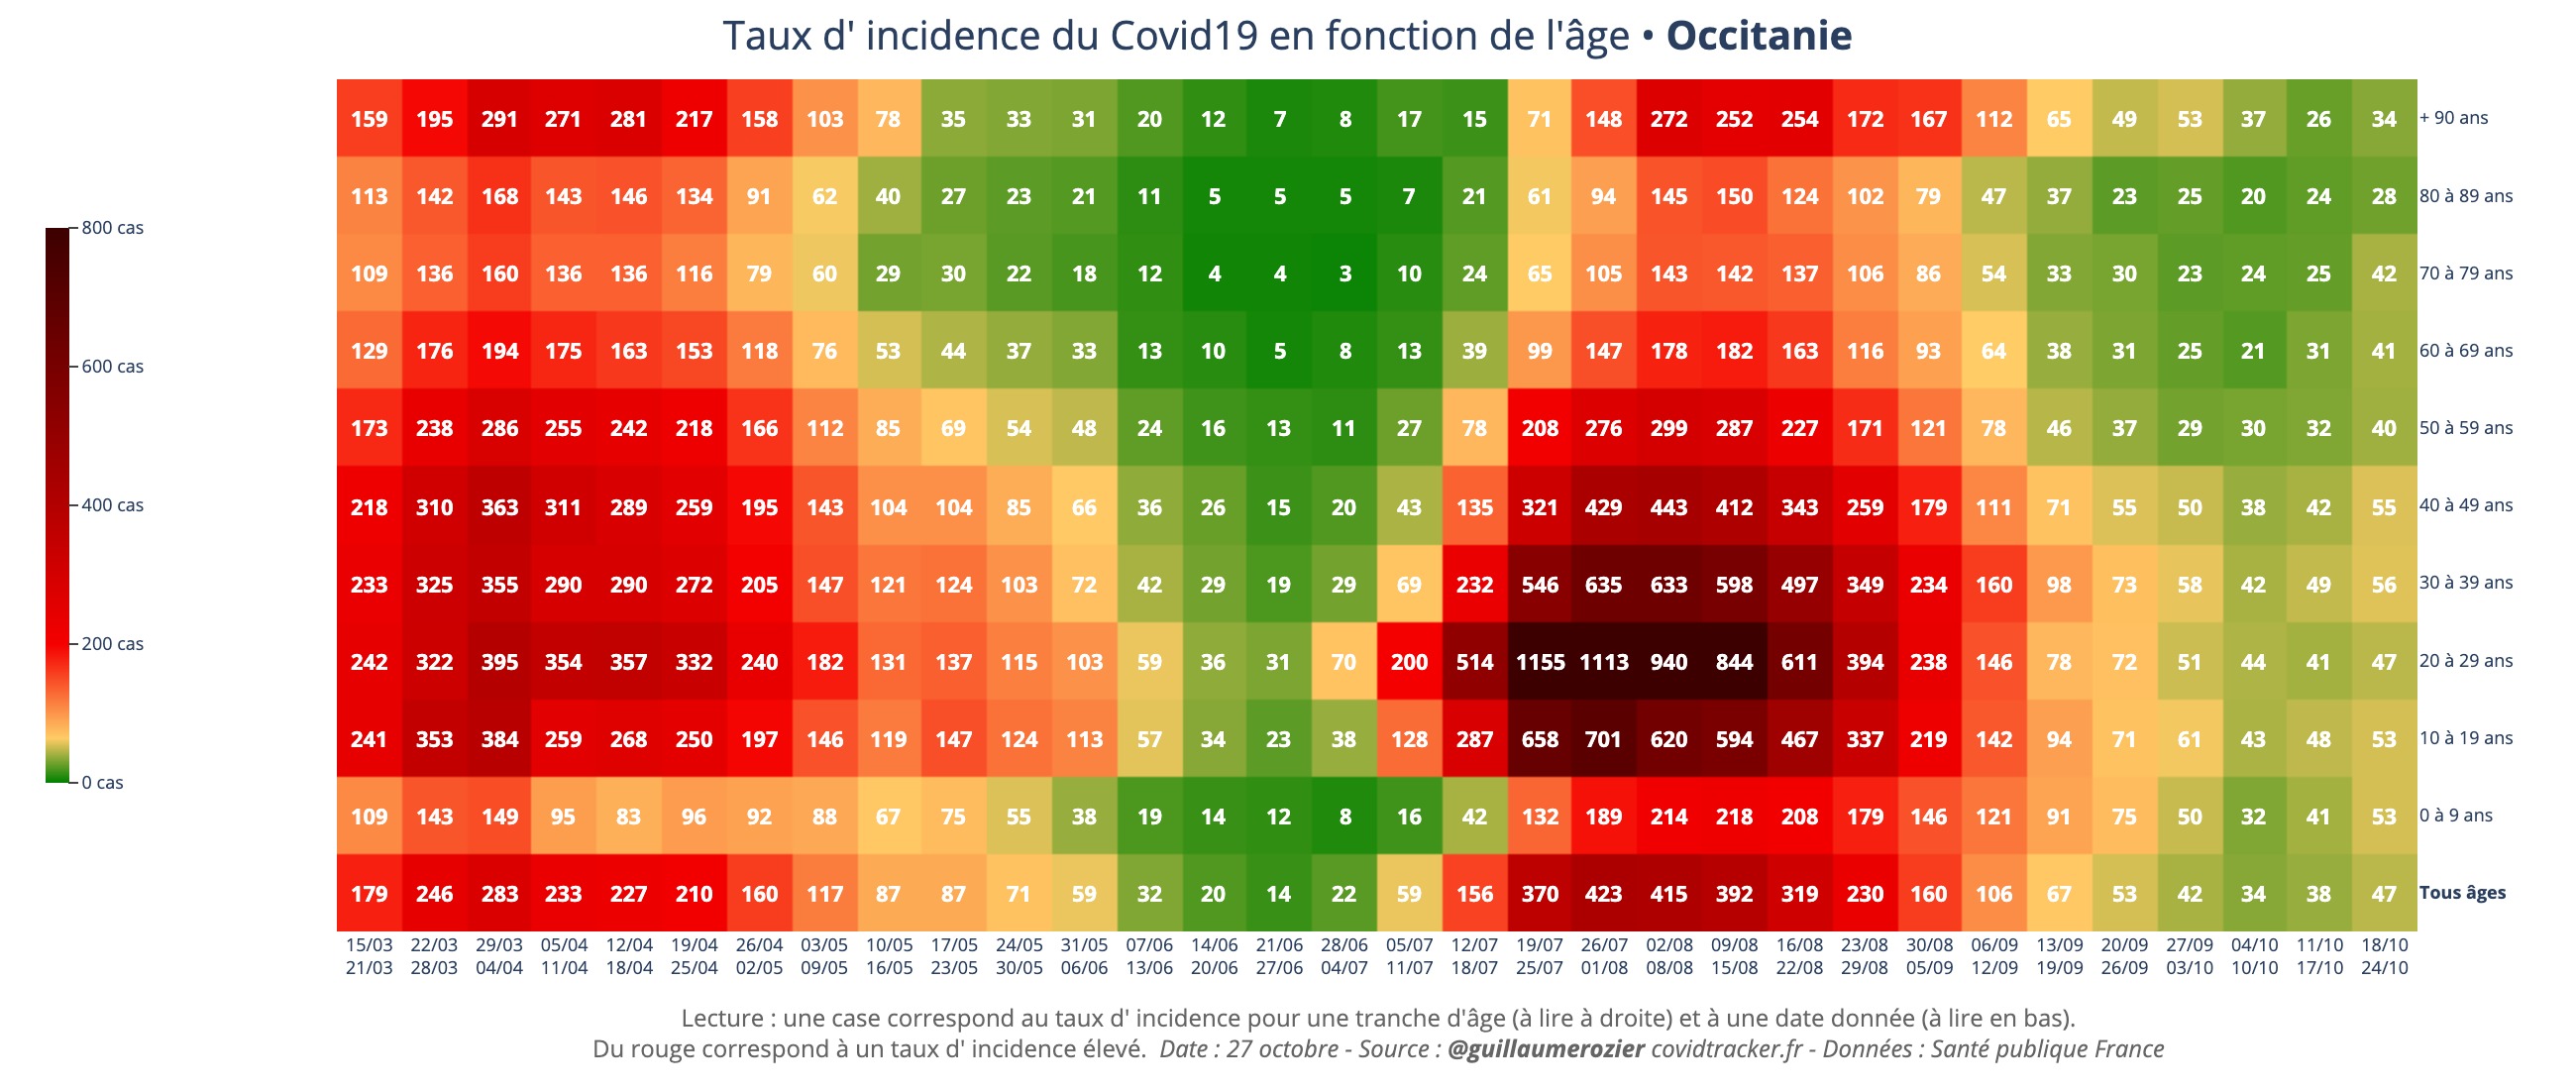 Taux d' incidence du Covid19 en fonction de l'âge • Occitanie
800 cas
600 cas
400 cas
200 cas
0 cas
159 195 291 271 281 217 158 103 78 35 33 31 20 12 7 8 17 15 71 148 272 252 254 172 167 112 65 49 53 37 26 34 + 90 ans
113 142 168 143 146 134 91 62 40 27 23 21 11 5 5 5 7 21 61 94 145 150 124 102 79 47 37 23 25 20 24 28 80 à 89 ans
109 136 160 136 136 116 79 60 29 30 22 18 12 4 4 3 10 24 65 105 143 142 137 106 86 54 33 30 23 24 25 42 70 à 79 ans
129 176 194 175 163 153 118 76 53 44 37 33 13 10 5 8 13 39 99 147 178 182 163 116 93 64 38 31 25 21 31 41 60 à 69 ans
173 238 286 255 242 218 166 112 85 69 54 48 24 16 13 11 27 78 208 276 299 287 227 171 121 78 46 37 29 30 32 40 50 à 59 ans
218 310 363 311 289 259 195 143 104 104 85 66 36 26 15 20 43 135 321 429 443 412 343 259 179 111 71 55 50 38 42 55 40 à 49 ans
233 325 355 290 290 272 205 147 121 124 103 72 42 29 19 29 69 232 546 635 633 598 497 349 234 160 98 73 58 42 49 56 30 à 39 ans
242 322 395 354 357 332 240 182 131 137 115 103 59 36 31 70 200 514 1155 1113 940 844 611 394 238 146 78 72 51 44 41 47 20 à 29 ans
241 353 384 259 268 250 197 146 119 147 124 113 57 34 23 38 128 287 658 701 620 594 467 337 219 142 94 71 61 43 48 53 10 à 19 ans
109 143 149 95 83 96 92 88 67 75 55 38 19 14 12 8 16 42 132 189 214 218 208 179 146 121 91 75 50 32 41 53 0 à 9 ans
179 246 283 233 227 210 160 117 87 87 71 59 32 20 14 22 59 156 370 423 415 392 319 230 160 106 67 53 42 34 38 47 Tous âges
15/03 22/03 29/03 05/04 12/04 19/04 26/04 03/05 10/05 17/05 24/05 31/05 07/06 14/06 21/06 28/06 05/07 12/07 19/07 26/07 02/08 09/08 16/08 23/08 30/08 06/09 13/09 20/09 27/09 04/10 11/10 18/10
21/03 28/03 04/04 11/04 18/04 25/04 02/05 09/05 16/05 23/05 30/05 06/06 13/06 20/06 27/06 04/07 11/07 18/07 25/07 01/08 08/08 15/08 22/08 29/08 05/09 12/09 19/09 26/09 03/10 10/10 17/10 24/10
Lecture : une case correspond au taux d' incidence pour une tranche d'âge (à lire à droite) et à une date donnée (à lire en bas).
Du rouge correspond à un taux d' incidence élevé. Date : 27 octobre - Source : @guillaumerozier covidtracker.fr - Données : Santé publique France